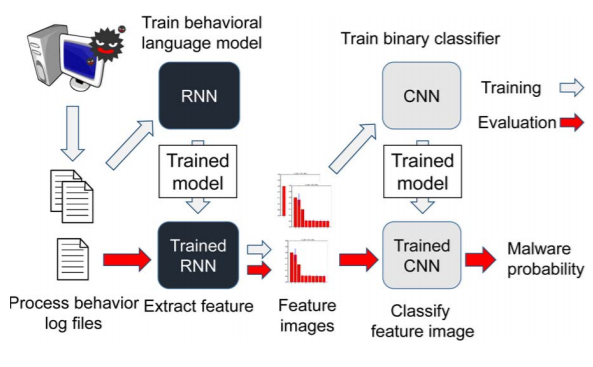 Train behavioral
language model
Train binary classifier
RNN
CNN
Training
Evaluation
Trained
model
Trained
model
Trained
RNN
Trained
CNN
Malware
probability
Process behavior
log files
Extract feature
Feature
images
Classify
feature image